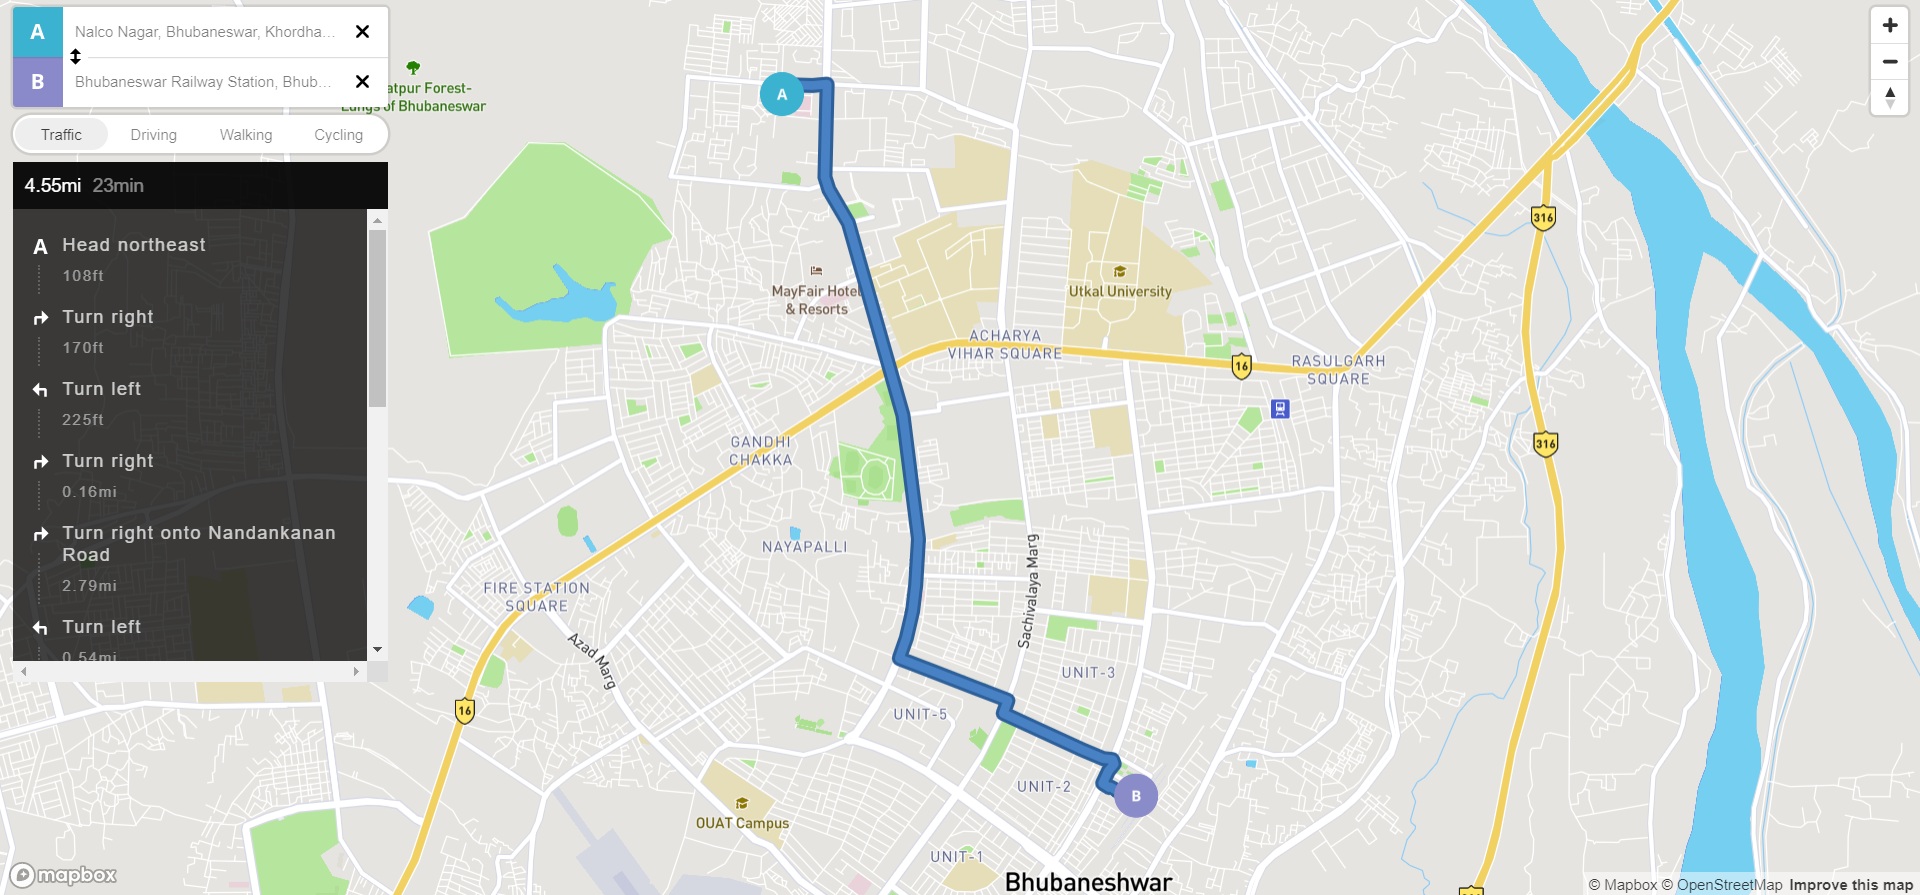 A
Nalco Nagar, Bhubaneswar, Khordha...
B
Bhubaneswar Railway Station, Bhub...
Traffic
Driving
Walking
Cycling
4.55mi 23min
A Head northeast
108ft
Turn right
170ft
Turn left
225ft
Turn right
0.16mi
Turn right onto Nandankanan
Road
2.79mi
Turn left
0.54mi
atpur Forest-
Lungs of Bhubaneswar
A
MayFair Hotel
& Resorts
Utkal University
ACHARYA
VIHAR SQUARE
RASULGARH
SQUARE
16
316
316
GANDHI
CHAKKA
NAYAPALLI
FIRE STATION
SQUARE
Azad Marg
Sachivalaya Marg
UNIT-3
16
UNIT-5
UNIT-2
B
OUAT Campus
UNIT-1
Bhubaneshwar
mapbox
© Mapbox © OpenStreetMap Improve this map